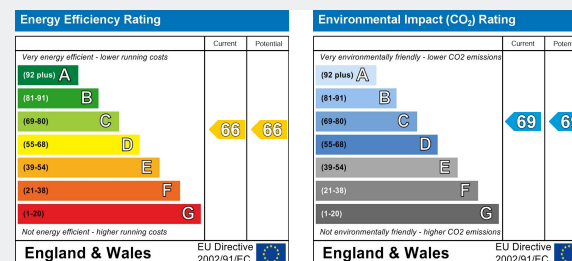 Energy Efficiency Rating
Current Potential
Very energy efficient - lower running costs
(92 plus) A
(81-91) B
(69-80) C
66 66
(55-68) D
(39-54) E
(21-38) F
(1-20) G
Not energy efficient - higher running costs
England & Wales
EU Directive
2002/91/EC
Environmental Impact (CO₂) Rating
Current
Very environmentally friendly - lower CO2 emissions
(92 plus) A
(81-91) B
(69-80) C
69
(55-68) D
(39-54) E
(21-38) F
(1-20) G
Not environmentally friendly - higher CO2 emissions
England & Wales
EU Directive
2002/91/EC